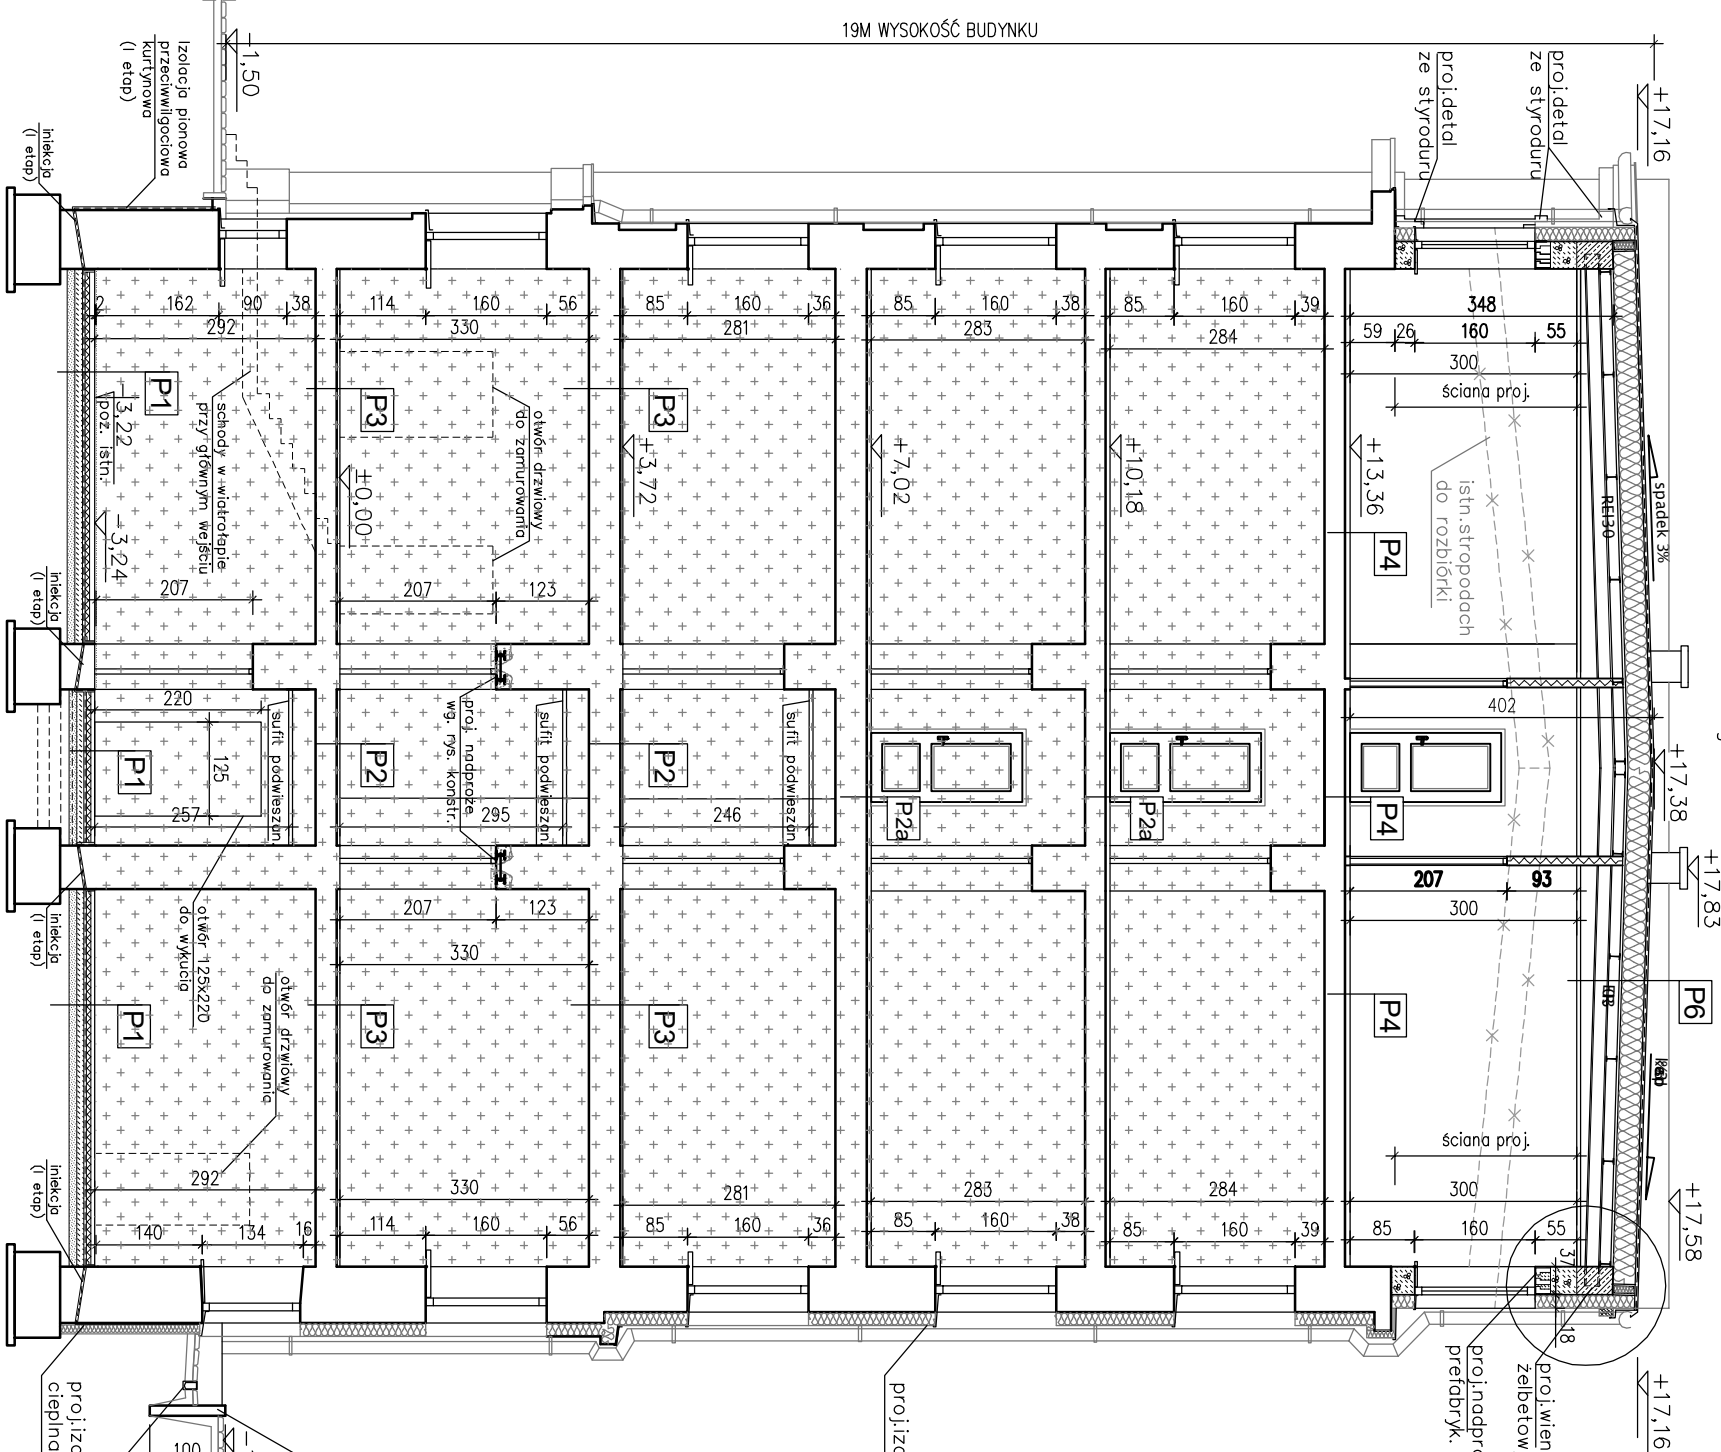 19M WYSOKOŚĆ BUDYNKU
-1,50
+17,16
proj.detal
ze styroduru
proj.detal
ze styroduru
Izolacja pionowa
przeciwwilgociowa
kurtynowa
(I etap)
iniekcja
(I etap)
2
162
90
38
292
114
160
56
330
85
160
36
281
85
160
38
283
85
160
39
284
348
59
26
160
55
300
ściana proj.
P1
-3,22
poz. istn.
-3,24
schody w wiatrołapie
przy głównym wejściu
P3
±0,00
otwór drzwiowy
do zamurowania
P3
+3,72
+7,02
+10,18
+13,36
P4
istn.stropodach
do rozbiórki
REI30
spadek 3%
iniekcja
(I etap)
207
207
123
220
125
257
P1
sufit podwieszan.
P2
proj. nadproże
wg. rys. konstr.
295
sufit podwieszan.
P2
246
sufit podwieszan.
P2a
P2a
P4
402
+17,38
+17,83
207
93
300
207
123
330
iniekcja
(I etap)
otwór 125x220
do wykucia
otwór drzwiowy
do zamurowania
P1
P3
P3
P4
P6
ściana proj.
292
140
134
16
330
114
160
56
281
85
160
36
283
85
160
38
284
85
160
39
300
85
160
55
37
18
+17,58
iniekcja
(I etap)
proj.
cieplna
proj.
proj.
prefabryk.
proj.
+17,16
100